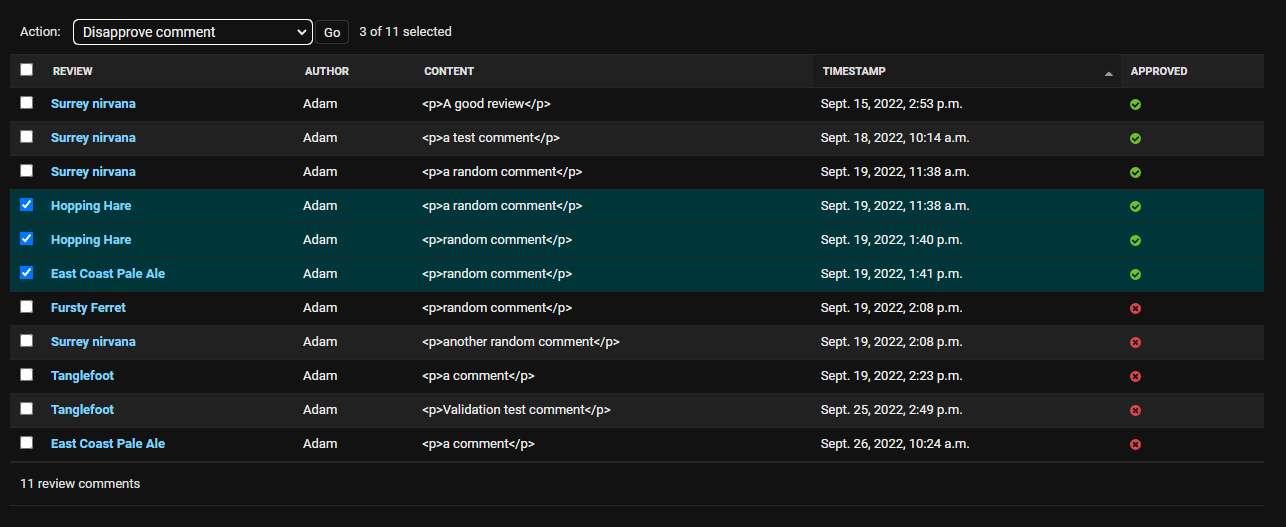 Action: Disapprove comment Go 3 of 11 selected
REVIEW AUTHOR CONTENT TIMESTAMP APPROVED
Surrey nirvana Adam <p>A good review</p> Sept. 15, 2022, 2:53 p.m.
Surrey nirvana Adam <p>a test comment</p> Sept. 18, 2022, 10:14 a.m.
Surrey nirvana Adam <p>a random comment</p> Sept. 19, 2022, 11:38 a.m.
Hopping Hare Adam <p>a random comment</p> Sept. 19, 2022, 11:38 a.m.
Hopping Hare Adam <p>random comment</p> Sept. 19, 2022, 1:40 p.m.
East Coast Pale Ale Adam <p>random comment</p> Sept. 19, 2022, 1:41 p.m.
Fursty Ferret Adam <p>random comment</p> Sept. 19, 2022, 2:08 p.m.
Surrey nirvana Adam <p>another random comment</p> Sept. 19, 2022, 2:08 p.m.
Tanglefoot Adam <p>a comment</p> Sept. 19, 2022, 2:23 p.m.
Tanglefoot Adam <p>Validation test comment</p> Sept. 25, 2022, 2:49 p.m.
East Coast Pale Ale Adam <p>a comment</p> Sept. 26, 2022, 10:24 a.m.
11 review comments